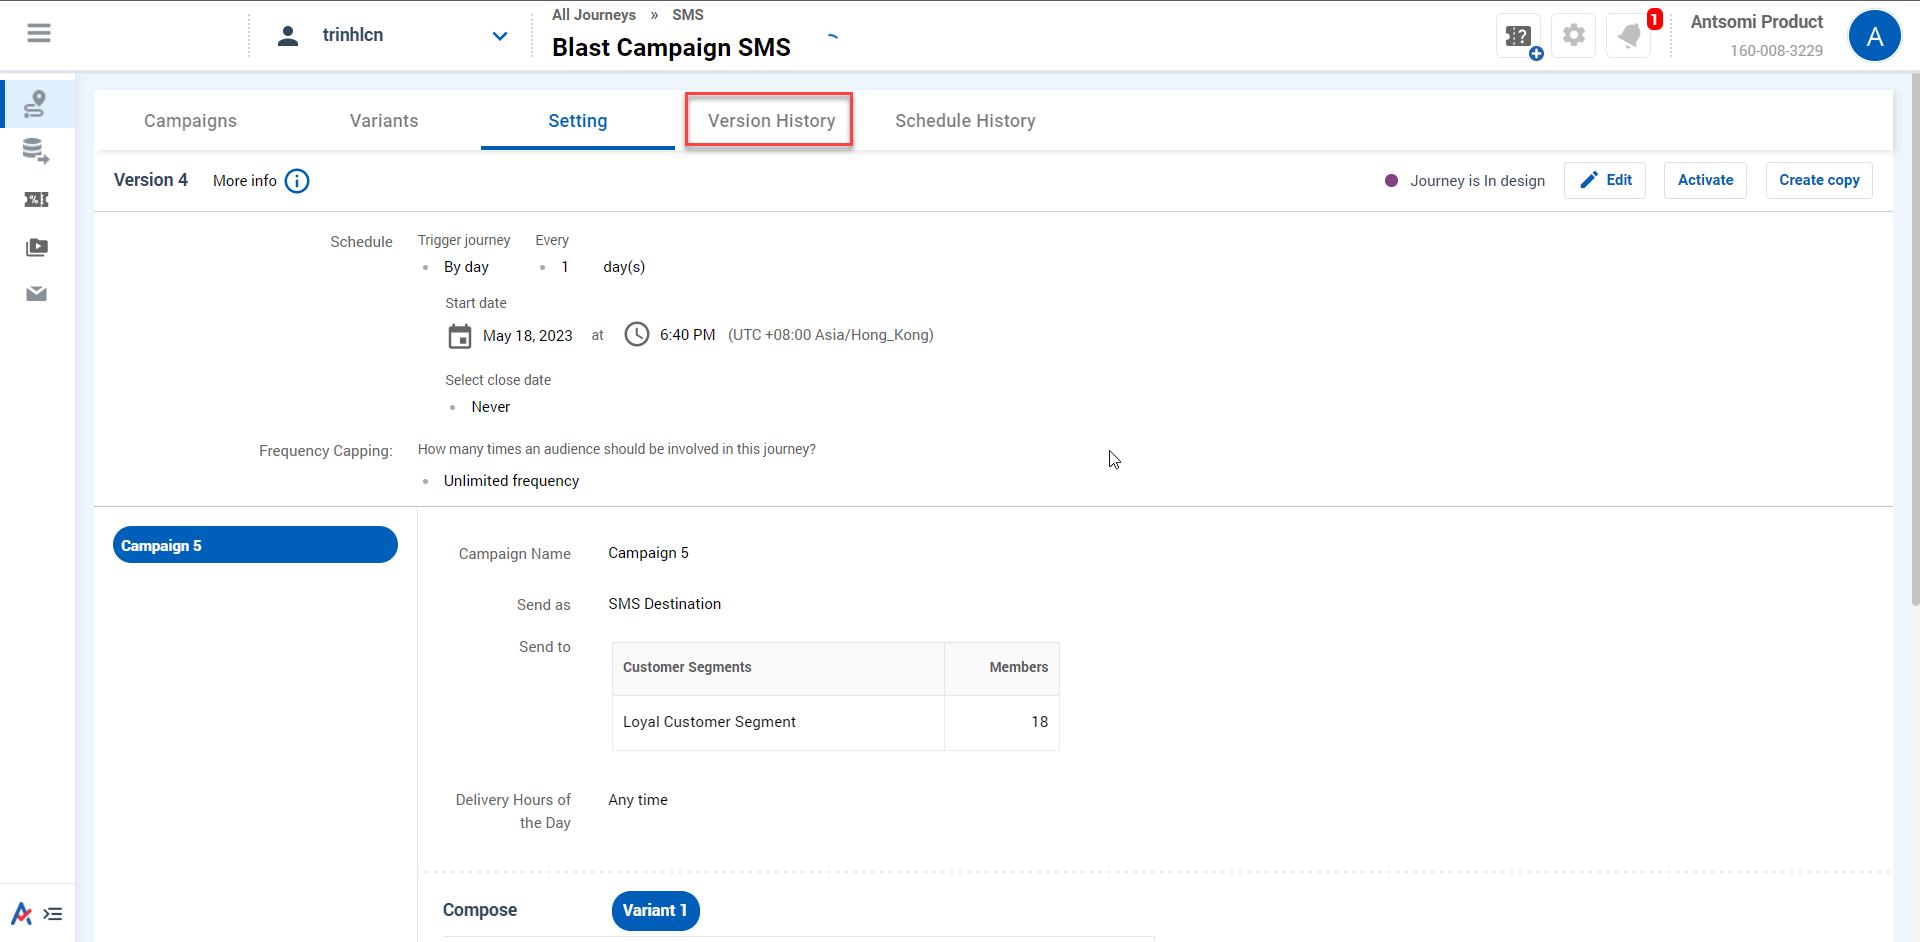 trinhlcn
All Journeys » SMS
Blast Campaign SMS
?
1
Antsomi Product
160-008-3229
A
Campaigns
Variants
Setting
Version History
Schedule History
Version 4
More info
Journey is In design
Edit
Activate
Create copy
Schedule
Trigger journey
Every
By day
1 day(s)
Start date
May 18, 2023 at 6:40 PM (UTC +08:00 Asia/Hong_Kong)
Select close date
Never
Frequency Capping:
How many times an audience should be involved in this journey?
Unlimited frequency
Campaign 5
Campaign Name
Campaign 5
Send as
SMS Destination
Send to
Customer Segments
Members
Loyal Customer Segment
18
Delivery Hours of
the Day
Any time
Compose
Variant 1